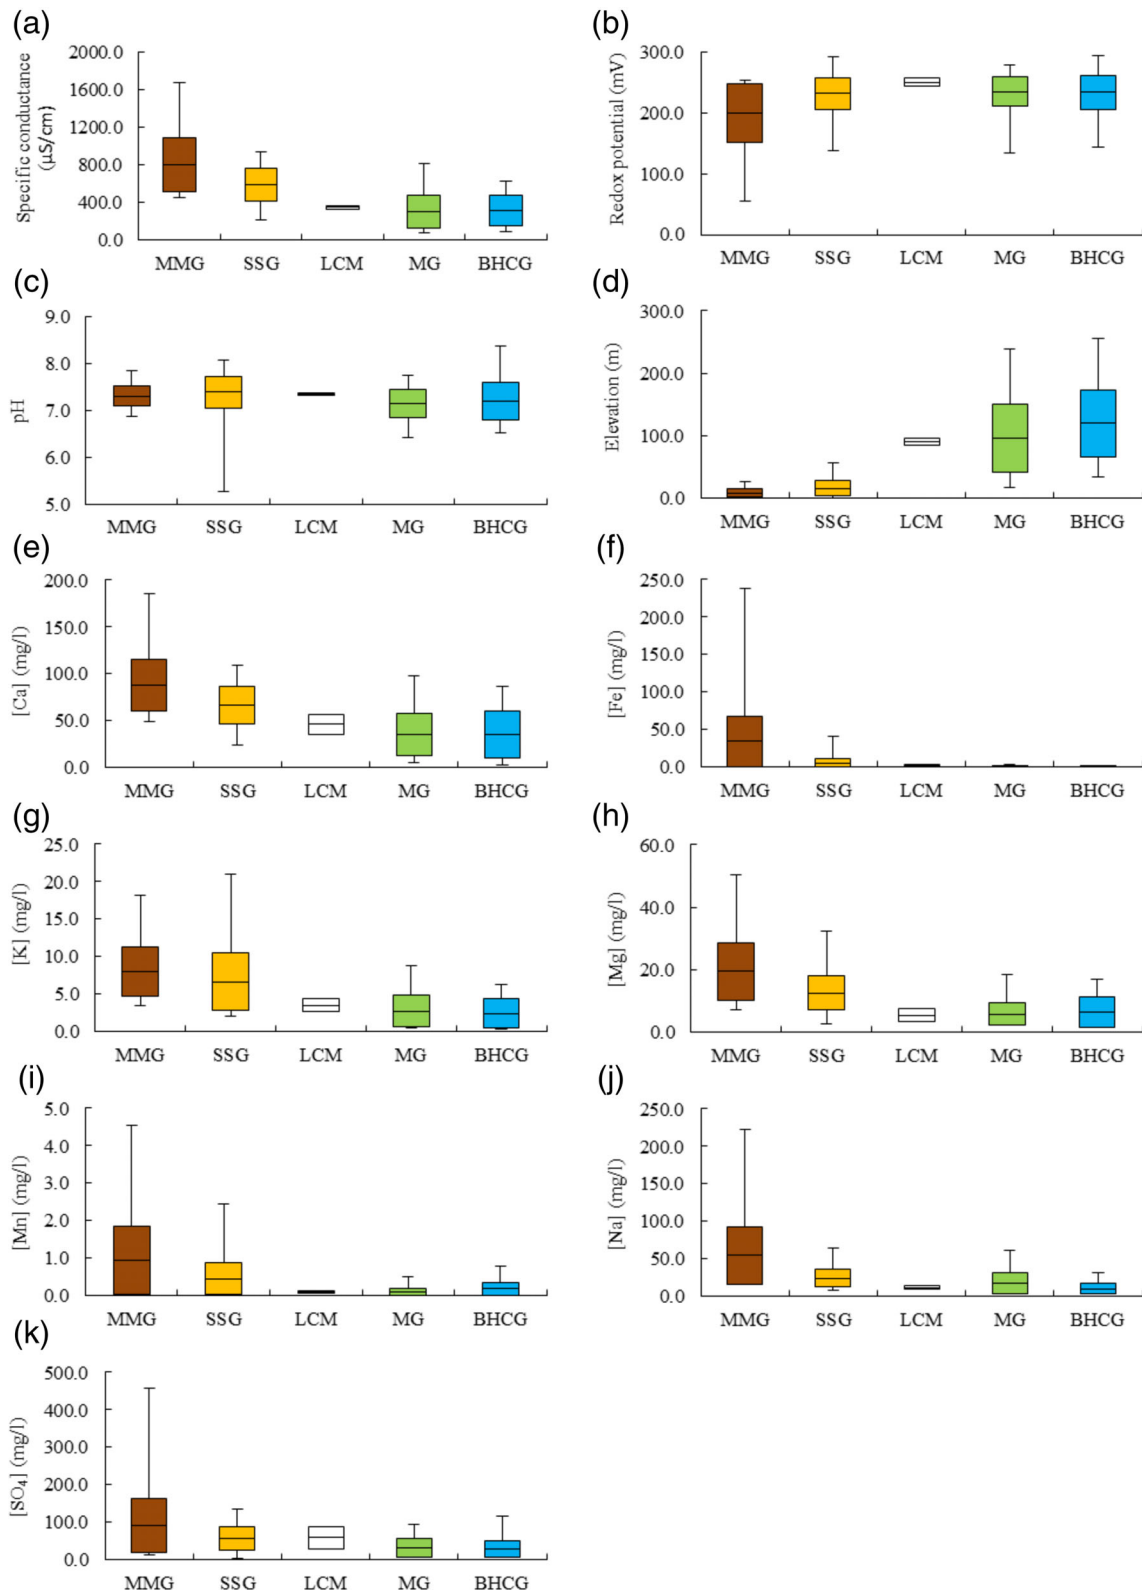 (a)
Specific conductance
(µS/cm)
2000.0
1600.0
1200.0
800.0
400.0
0.0
MMG SSG LCM MG BHCG
(b)
Redox potential (mV)
300.0
200.0
100.0
0.0
MMG SSG LCM MG BHCG
(c)
pH
9.0
8.0
7.0
6.0
5.0
MMG SSG LCM MG BHCG
(d)
Elevation (m)
300.0
200.0
100.0
0.0
MMG SSG LCM MG BHCG
(e)
[Ca] (mg/l)
200.0
150.0
100.0
50.0
0.0
MMG SSG LCM MG BHCG
(f)
[Fe] (mg/l)
250.0
200.0
150.0
100.0
50.0
0.0
MMG SSG LCM MG BHCG
(g)
[K] (mg/l)
25.0
20.0
15.0
10.0
5.0
0.0
MMG SSG LCM MG BHCG
(h)
[Mg] (mg/l)
60.0
40.0
20.0
0.0
MMG SSG LCM MG BHCG
(i)
[Mn] (mg/l)
5.0
4.0
3.0
2.0
1.0
0.0
MMG SSG LCM MG BHCG
(j)
[Na] (mg/l)
250.0
200.0
150.0
100.0
50.0
0.0
MMG SSG LCM MG BHCG
(k)
[SO₄] (mg/l)
500.0
400.0
300.0
200.0
100.0
0.0
MMG SSG LCM MG BHCG